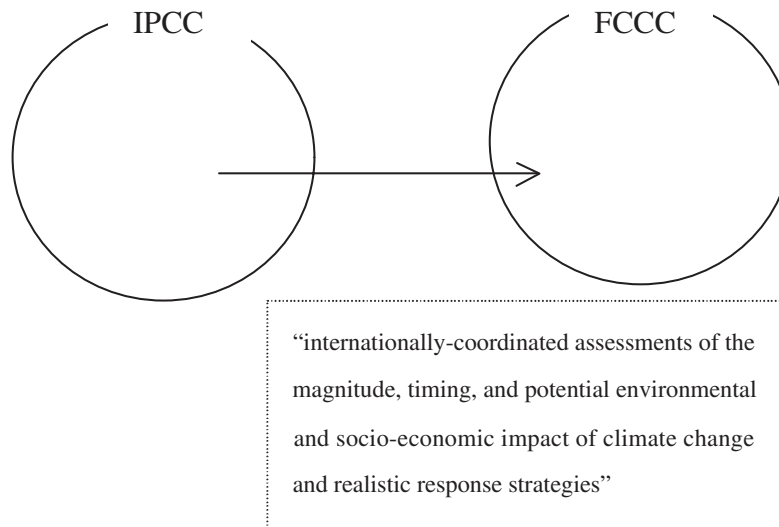 IPCC FCCC
“internationally-coordinated assessments of the
magnitude, timing, and potential environmental
and socio-economic impact of climate change
and realistic response strategies”